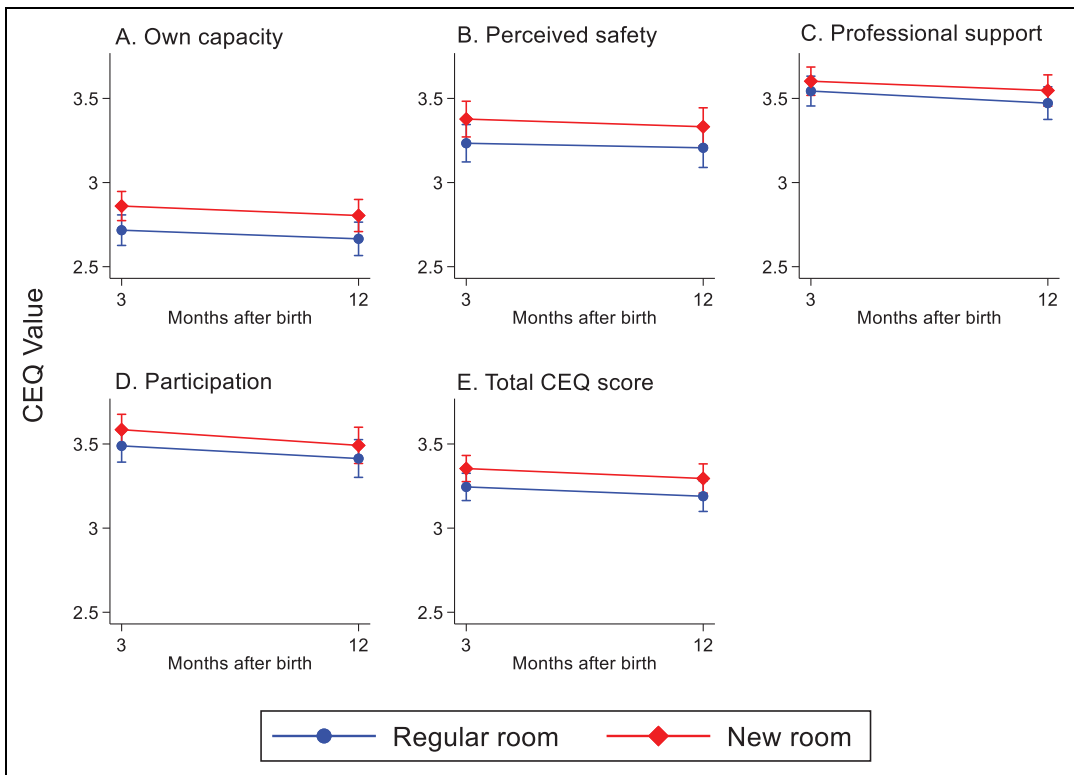 A. Own capacity
B. Perceived safety
C. Professional support
3.5
3
2.5
3
12
Months after birth
3.5
3
2.5
3
12
Months after birth
3.5
3
2.5
3
12
Months after birth
CEQ Value
D. Participation
E. Total CEQ score
3.5
3
2.5
3
12
Months after birth
3.5
3
2.5
3
12
Months after birth
Regular room
New room